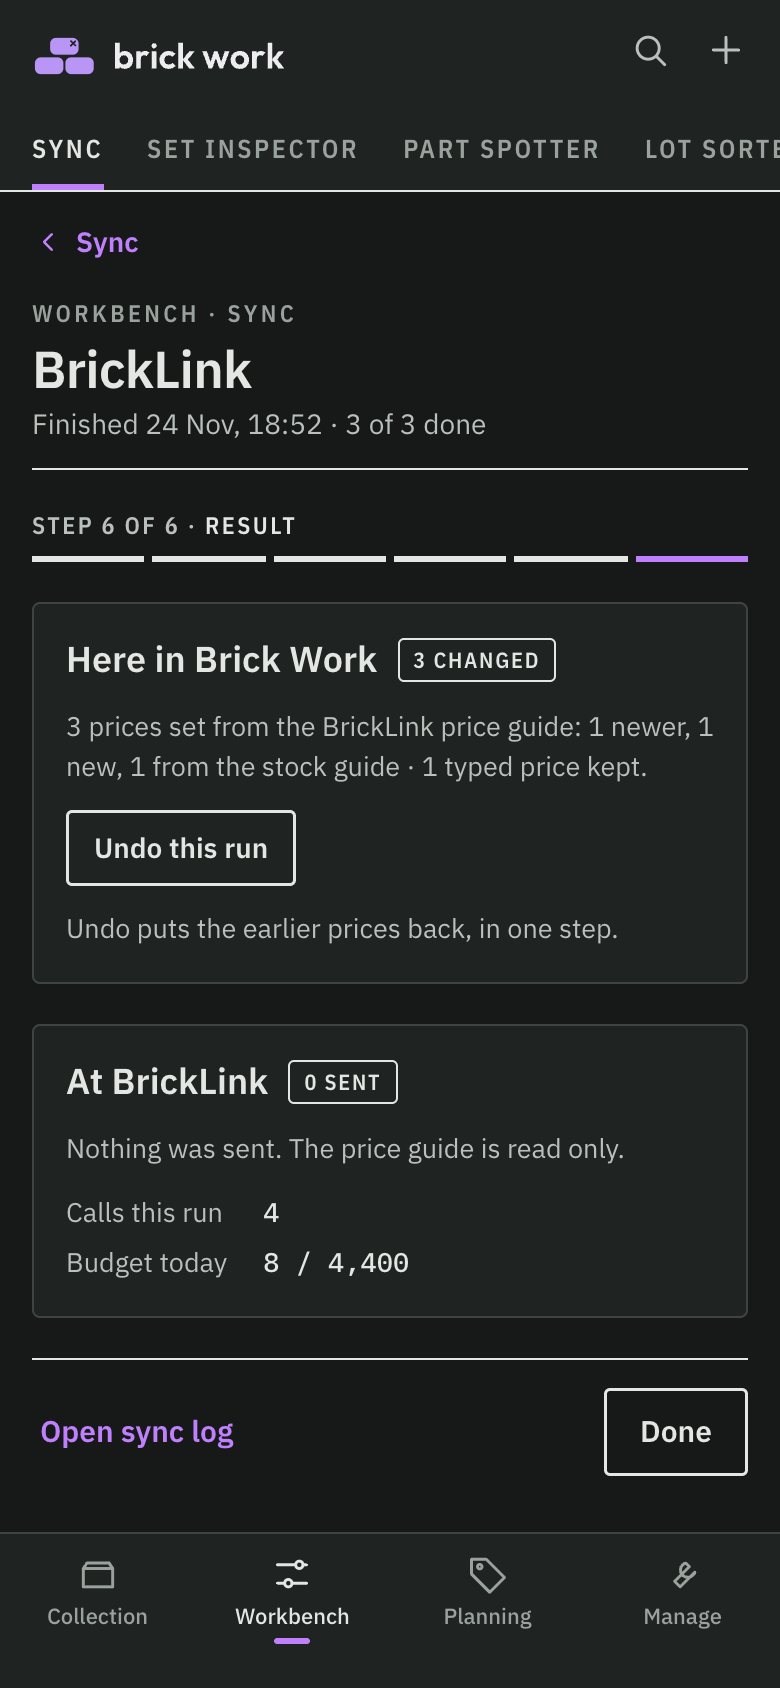 brick work
SYNC SET INSPECTOR PART SPOTTER LOT SORTE
Sync
WORKBENCH · SYNC
BrickLink
Finished 24 Nov, 18:52 · 3 of 3 done
STEP 6 OF 6 · RESULT
Here in Brick Work 3 CHANGED
3 prices set from the BrickLink price guide: 1 newer, 1
new, 1 from the stock guide · 1 typed price kept.
Undo this run
Undo puts the earlier prices back, in one step.
At BrickLink 0 SENT
Nothing was sent. The price guide is read only.
Calls this run 4
Budget today 8 / 4,400
Open sync log Done
Collection Workbench Planning Manage